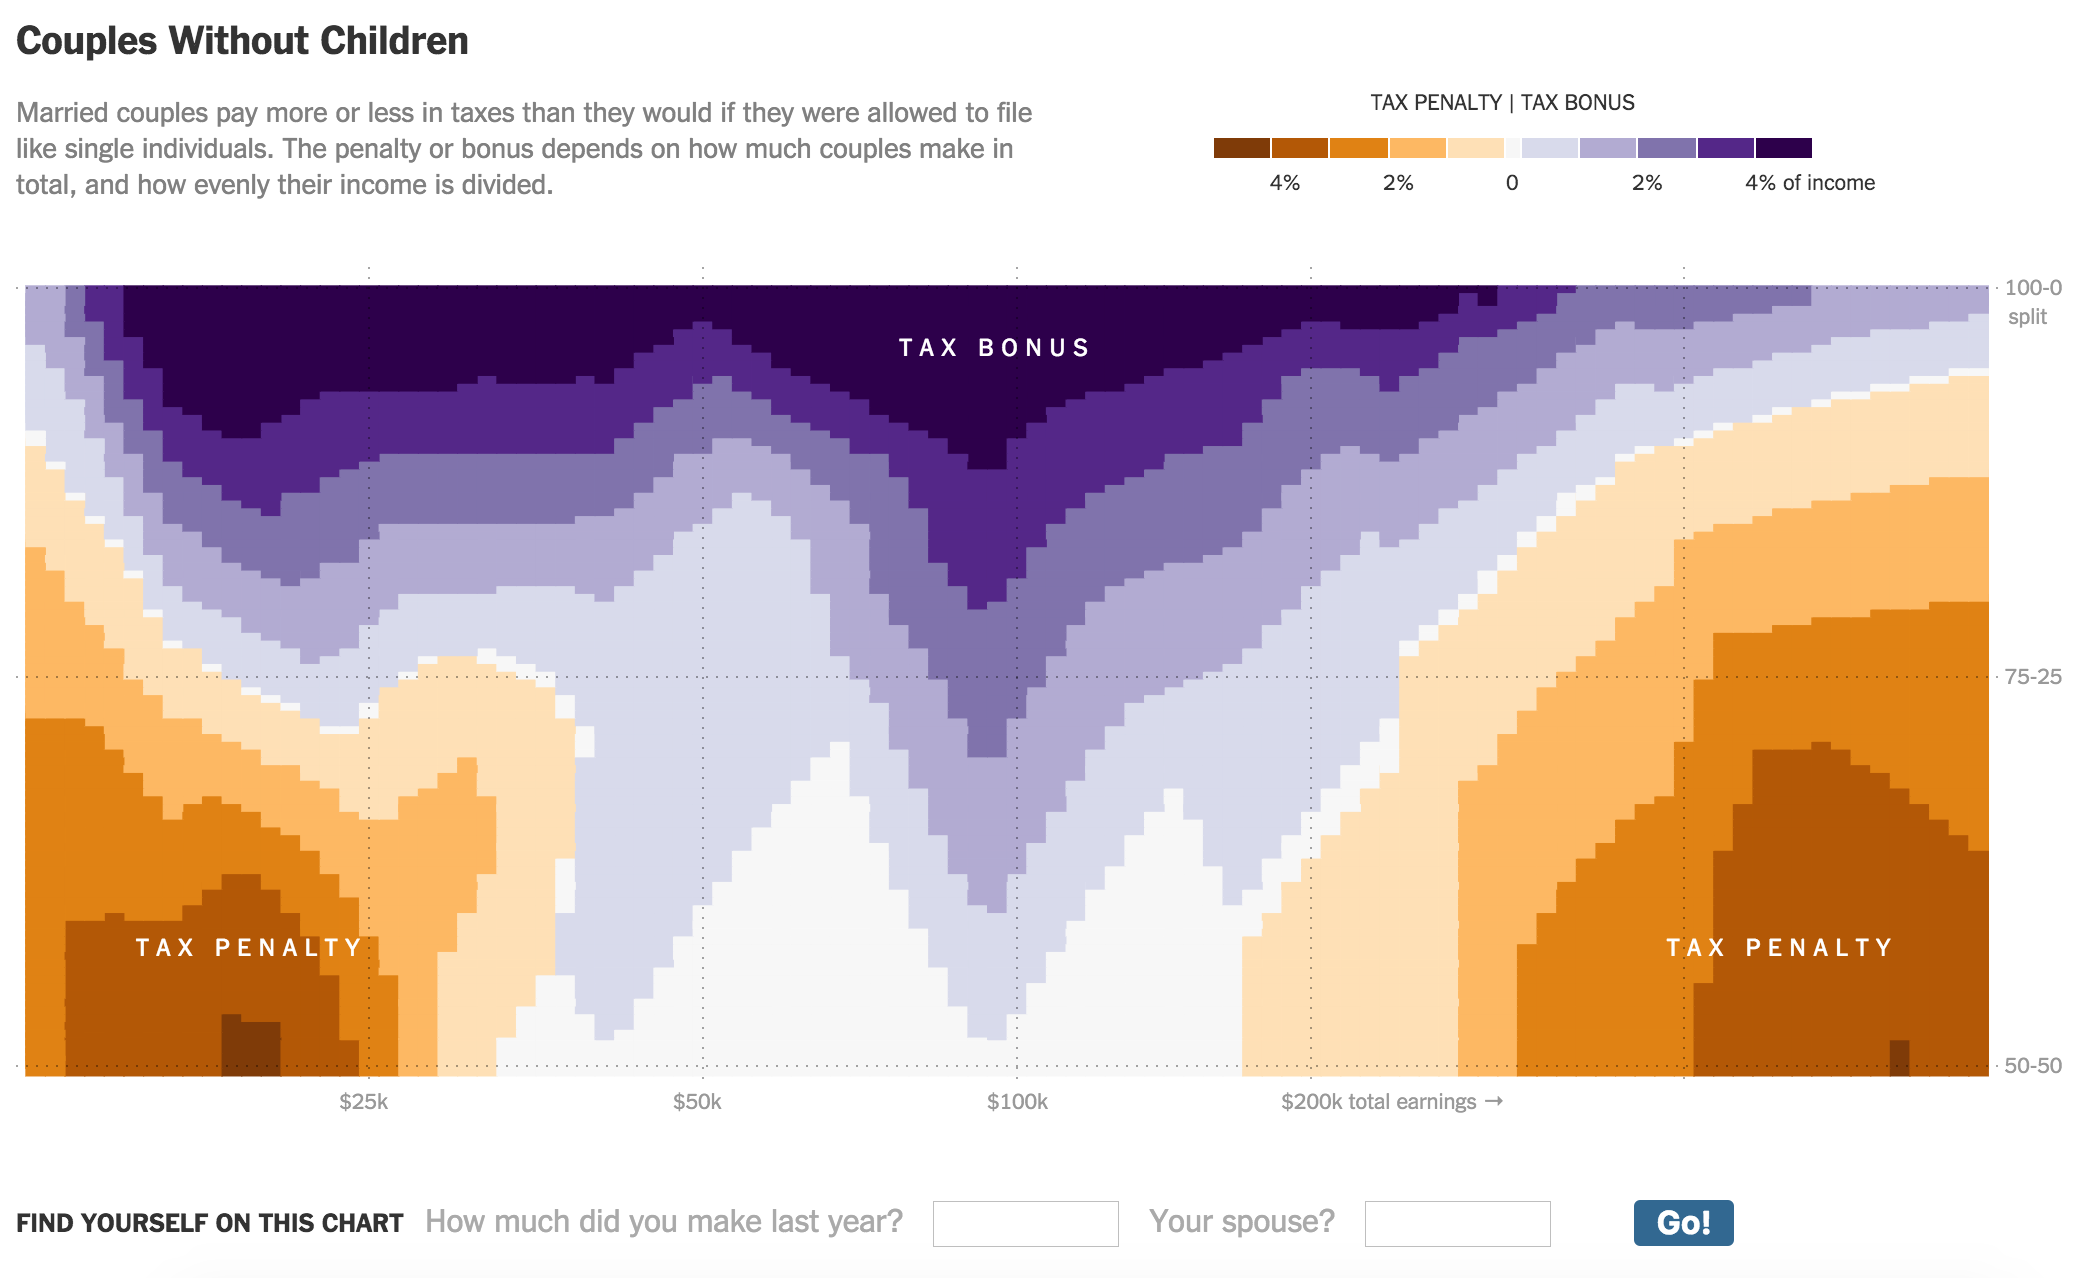 Couples Without Children
Married couples pay more or less in taxes than they would if they were allowed to file
like single individuals. The penalty or bonus depends on how much couples make in
total, and how evenly their income is divided.
TAX PENALTY | TAX BONUS
4% 2% 0 2% 4% of income
100-0
split
TAX BONUS
75-25
TAX PENALTY TAX PENALTY
50-50
$25k $50k $100k $200k total earnings →
FIND YOURSELF ON THIS CHART How much did you make last year? Your spouse? Go!